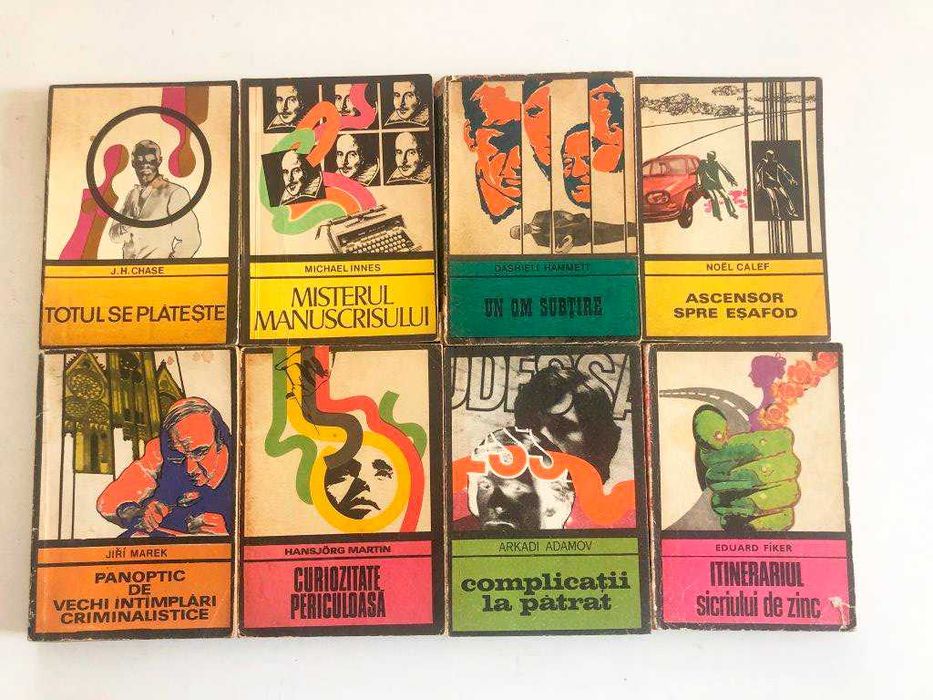 J.H. CHASE
TOTUL SE PLĂTEȘTE
MICHAEL INNES
MISTERUL
MANUSCRISULUI
DASHIELL HAMMETT
UN OM SUBȚIRE
NOËL CALEF
ASCENSOR
SPRE EȘAFOD
JIŘÍ MAREK
PANOPTIC
DE
VECHI INTÎMPLĂRI
CRIMINALISTICE
HANSJÖRG MARTIN
CURIOZITATE
PERICULOASĂ
ODESSA
ARKADI ADAMOV
complicații
la pătrat
EDUARD FÍKER
ITINERARIUL
sicriului de zinc